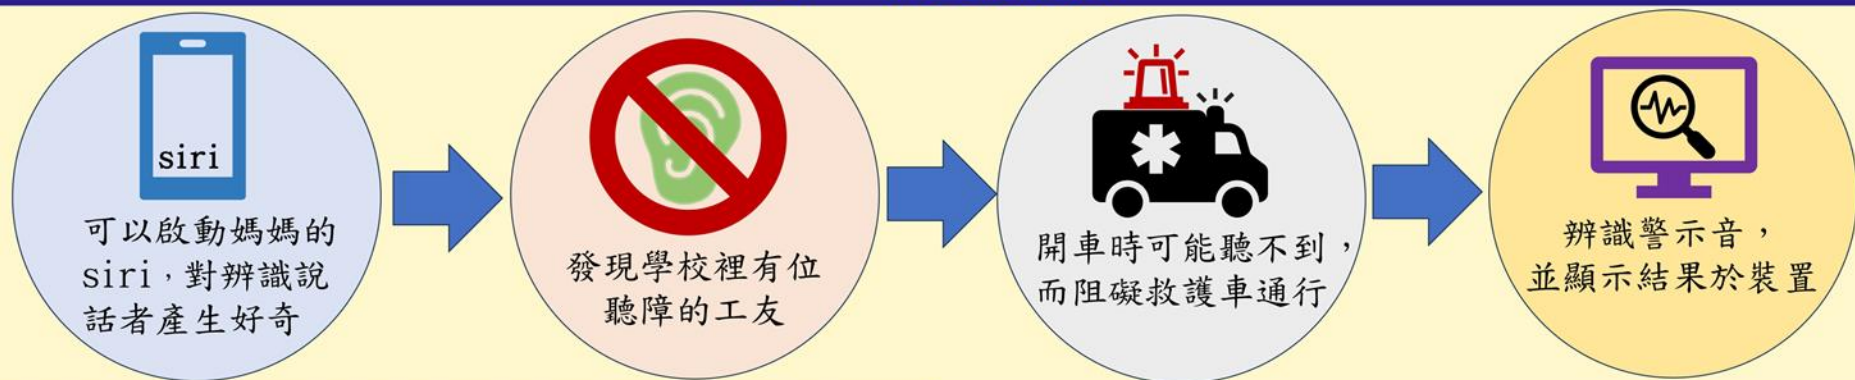 siri
可以啟動媽媽的
siri，對辨識說
話者產生好奇
發現學校裡有位
聽障的工友
開車時可能聽不到，
而阻礙救護車通行
辨識警示音，
並顯示結果於裝置